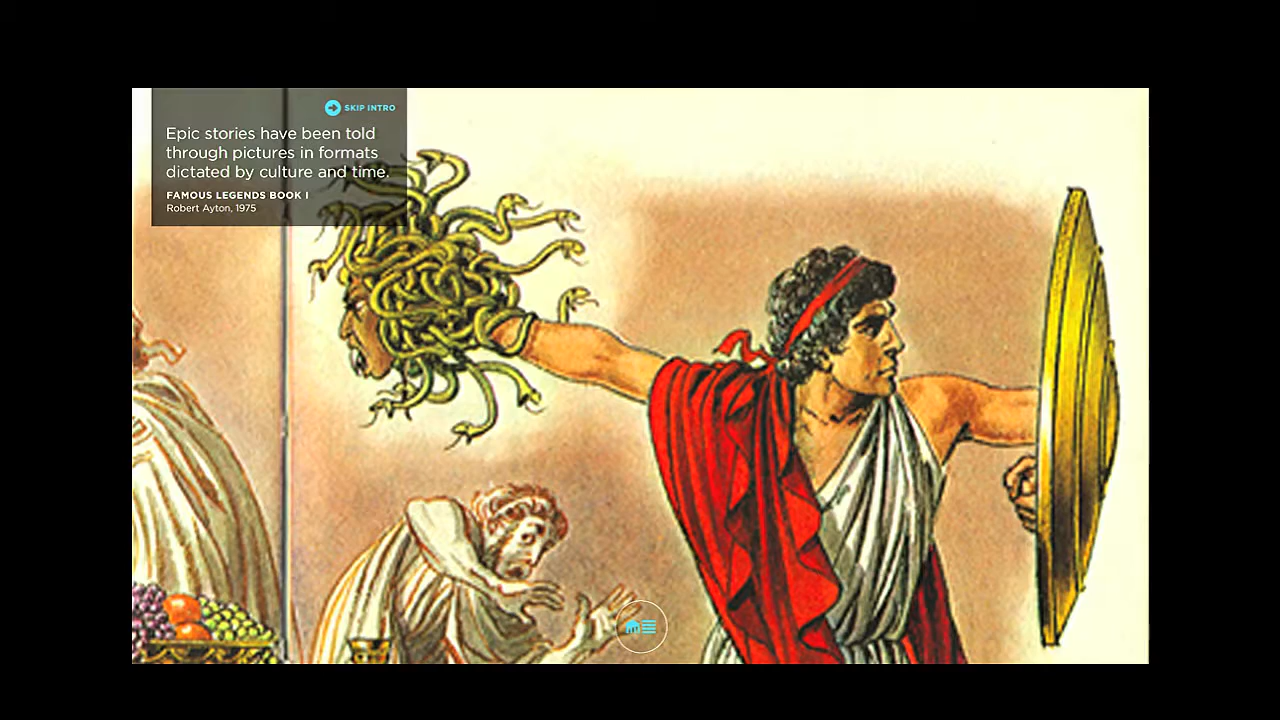 SKIP INTRO
Epic stories have been told
through pictures in formats
dictated by culture and time.
FAMOUS LEGENDS BOOK I
Robert Ayton, 1975